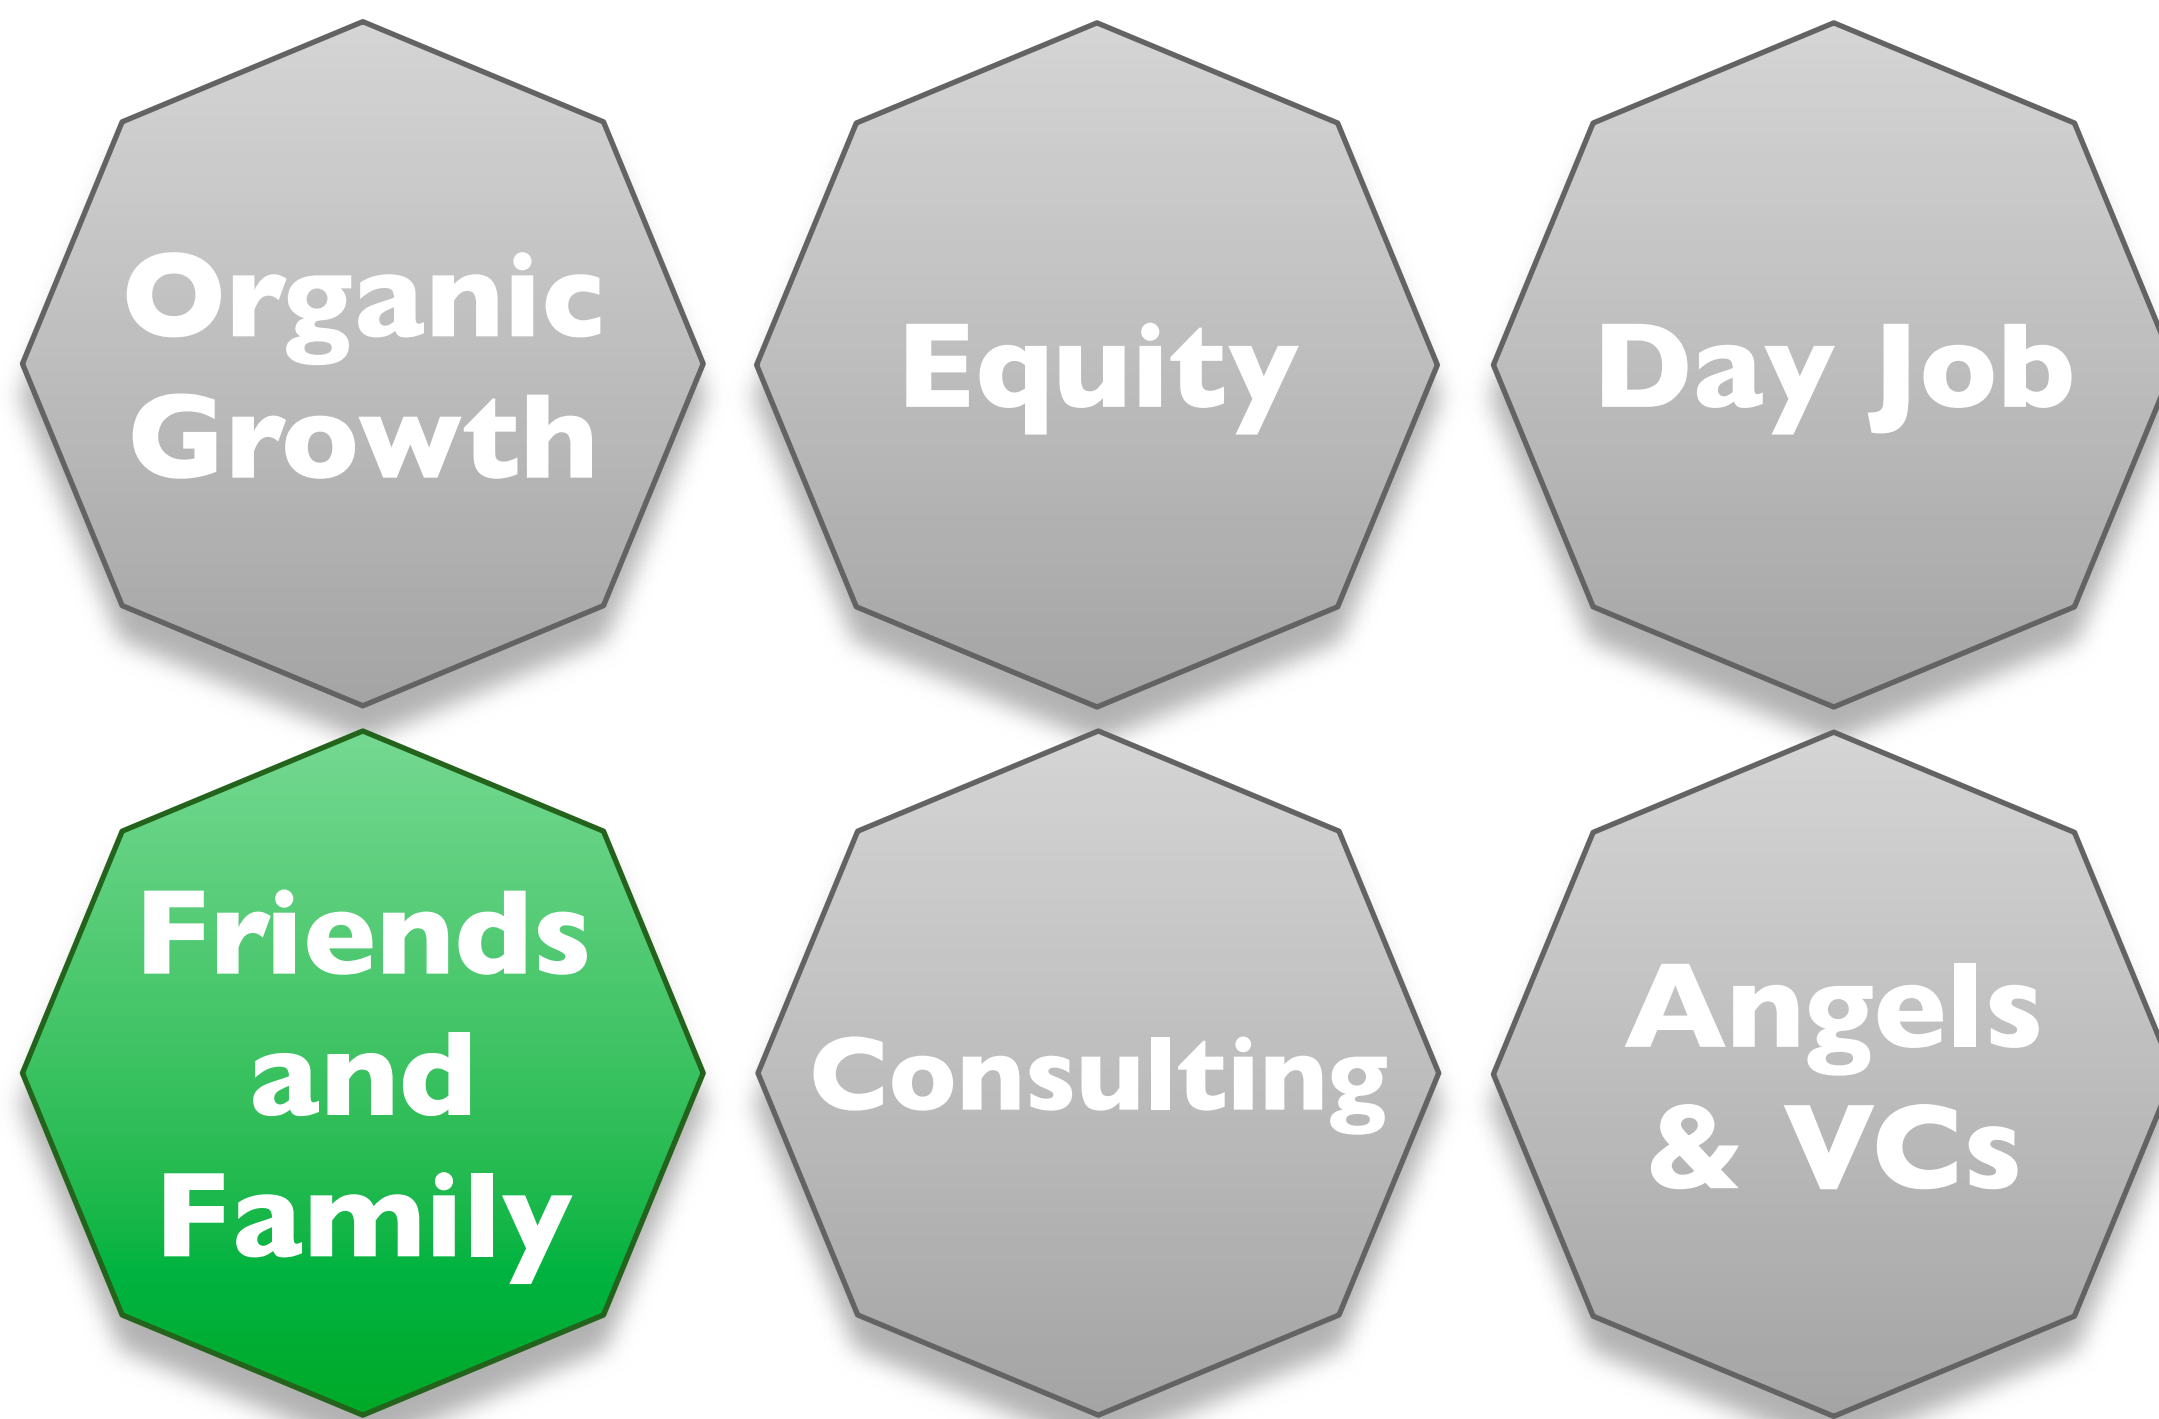 Organic
Growth
Equity
Day Job
Friends
and
Family
Consulting
Angels
& VCs